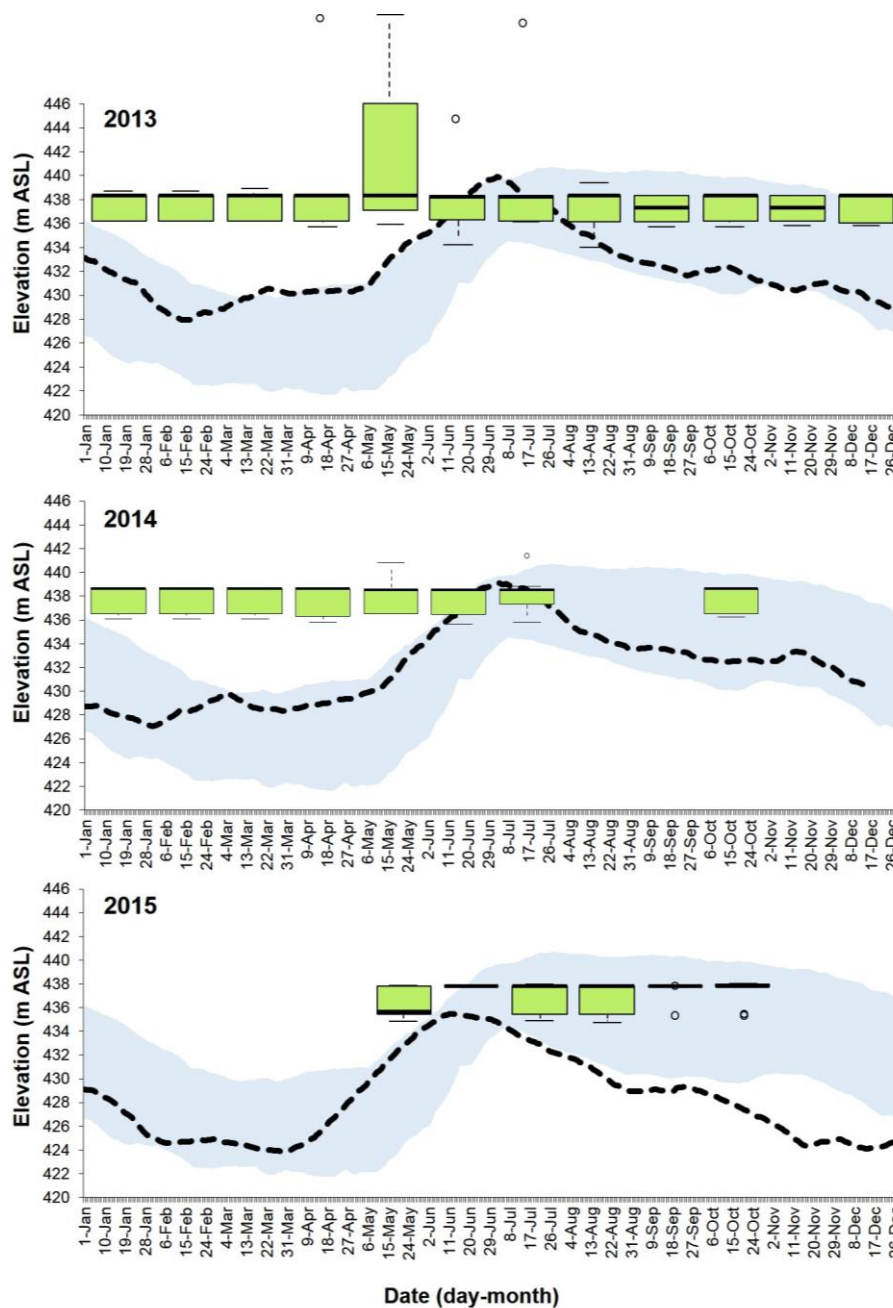 2013
446
444
442
440
438
436
434
432
430
428
426
424
422
420
Elevation (m ASL)
1-Jan
10-Jan
19-Jan
28-Jan
6-Feb
15-Feb
24-Feb
4-Mar
13-Mar
22-Mar
31-Mar
9-Apr
18-Apr
27-Apr
6-May
15-May
24-May
2-Jun
11-Jun
20-Jun
29-Jun
8-Jul
17-Jul
26-Jul
4-Aug
13-Aug
22-Aug
31-Aug
9-Sep
18-Sep
27-Sep
6-Oct
15-Oct
24-Oct
2-Nov
11-Nov
20-Nov
29-Nov
8-Dec
17-Dec
26-Dec
2014
446
444
442
440
438
436
434
432
430
428
426
424
422
420
Elevation (m ASL)
1-Jan
10-Jan
19-Jan
28-Jan
6-Feb
15-Feb
24-Feb
4-Mar
13-Mar
22-Mar
31-Mar
9-Apr
18-Apr
27-Apr
6-May
15-May
24-May
2-Jun
11-Jun
20-Jun
29-Jun
8-Jul
17-Jul
26-Jul
4-Aug
13-Aug
22-Aug
31-Aug
9-Sep
18-Sep
27-Sep
6-Oct
15-Oct
24-Oct
2-Nov
11-Nov
20-Nov
29-Nov
8-Dec
17-Dec
26-Dec
2015
446
444
442
440
438
436
434
432
430
428
426
424
422
420
Elevation (m ASL)
1-Jan
10-Jan
19-Jan
28-Jan
6-Feb
15-Feb
24-Feb
4-Mar
13-Mar
22-Mar
31-Mar
9-Apr
18-Apr
27-Apr
6-May
15-May
24-May
2-Jun
11-Jun
20-Jun
29-Jun
8-Jul
17-Jul
26-Jul
4-Aug
13-Aug
22-Aug
31-Aug
9-Sep
18-Sep
27-Sep
6-Oct
15-Oct
24-Oct
2-Nov
11-Nov
20-Nov
29-Nov
8-Dec
17-Dec
26-Dec
Date (day-month)